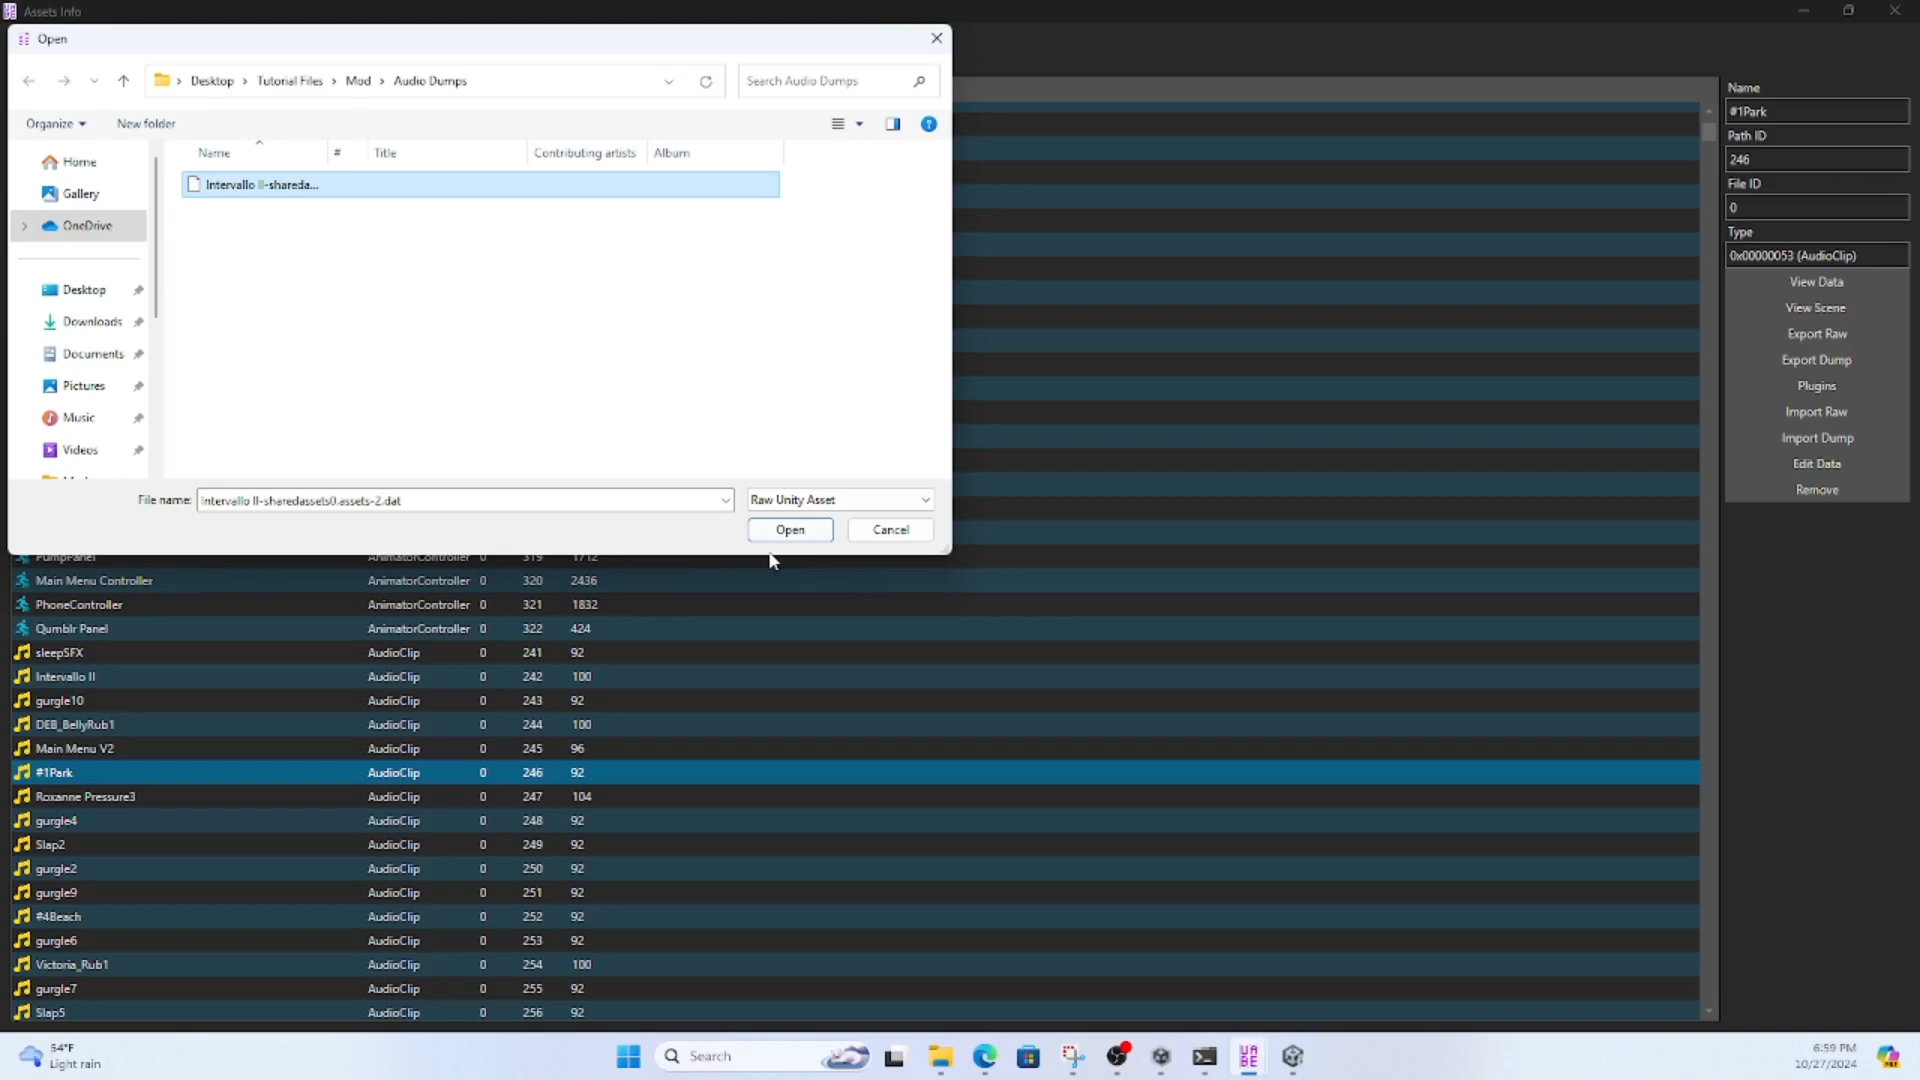 Assets Info
Open
Desktop > Tutorial Files > Mod > Audio Dumps
Search Audio Dumps
Organize
New folder
Name # Title Contributing artists Album
Intervallo II-shareda...
Home
Gallery
OneDrive
Desktop
Downloads
Documents
Pictures
Music
Videos
File name: Intervallo II-sharedassets0.assets-2.dat Raw Unity Asset
Open Cancel
Name
#1Park
Path ID
246
File ID
0
Type
0x00000053 (AudioClip)
View Data
View Scene
Export Raw
Export Dump
Plugins
Import Raw
Import Dump
Edit Data
Remove
PumpPanel AnimatorController 0 319 1712
Main Menu Controller AnimatorController 0 320 2436
PhoneController AnimatorController 0 321 1832
Qumblr Panel AnimatorController 0 322 424
sleepSFX AudioClip 0 241 92
Intervallo II AudioClip 0 242 100
gurgle10 AudioClip 0 243 92
DEB_BellyRub1 AudioClip 0 244 100
Main Menu V2 AudioClip 0 245 96
#1Park AudioClip 0 246 92
Roxanne Pressure3 AudioClip 0 247 104
gurgle4 AudioClip 0 248 92
Slap2 AudioClip 0 249 92
gurgle2 AudioClip 0 250 92
gurgle9 AudioClip 0 251 92
#4Beach AudioClip 0 252 92
gurgle6 AudioClip 0 253 92
Victoria_Rub1 AudioClip 0 254 100
gurgle7 AudioClip 0 255 92
Slap5 AudioClip 0 256 92
54°F
Light rain
Search
UABE
6:59 PM
10/27/2024